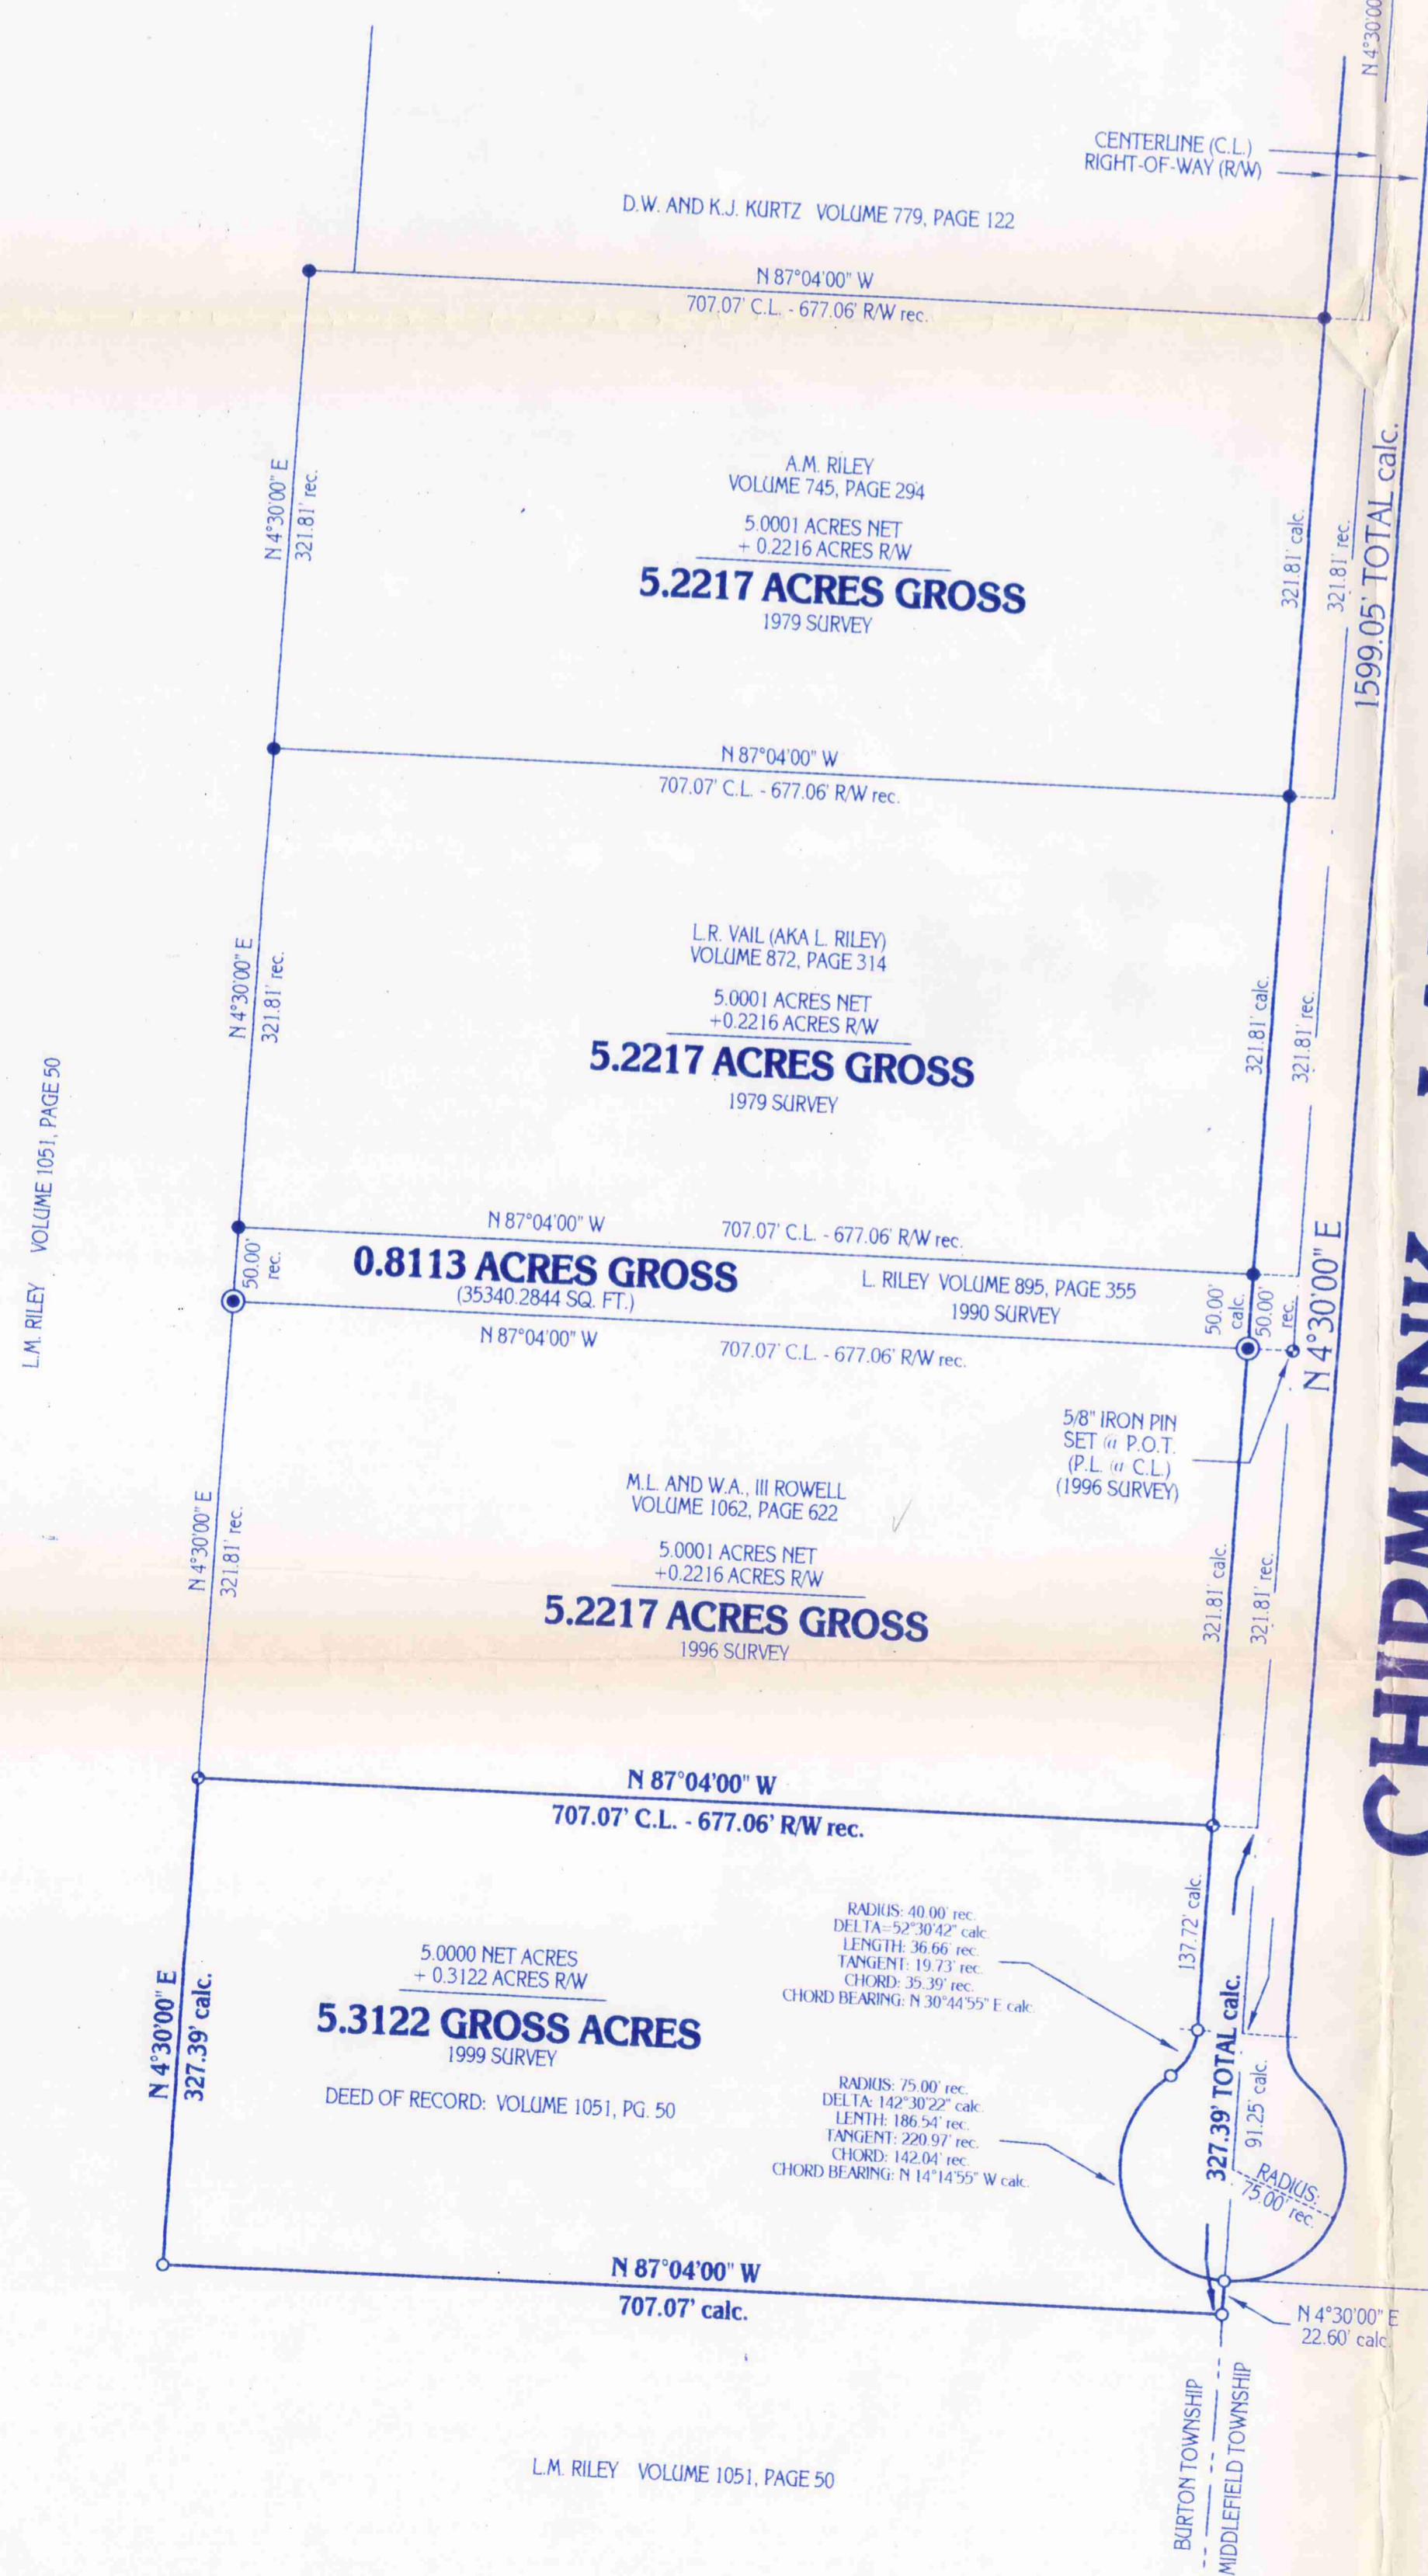 N 4°30'00"
CENTERLINE (C.L.)
RIGHT-OF-WAY (R/W)
D.W. AND K.J. KURTZ VOLUME 779, PAGE 122
N 87°04'00" W
707.07' C.L. - 677.06' R/W rec.
N 4°30'00" E
321.81' rec.
A.M. RILEY
VOLUME 745, PAGE 294
5.0001 ACRES NET
+ 0.2216 ACRES R/W
5.2217 ACRES GROSS
1979 SURVEY
321.81' calc.
321.81' rec.
1599.05' TOTAL calc.
N 87°04'00" W
707.07' C.L. - 677.06' R/W rec.
N 4°30'00" E
321.81' rec.
L.R. VAIL (AKA L. RILEY)
VOLUME 872, PAGE 314
5.0001 ACRES NET
+0.2216 ACRES R/W
5.2217 ACRES GROSS
1979 SURVEY
321.81' calc.
321.81' rec.
L.M. RILEY VOLUME 1051, PAGE 50
N 87°04'00" W 707.07' C.L. - 677.06' R/W rec.
50.00'
rec.
0.8113 ACRES GROSS
(35340.2844 SQ. FT.)
L. RILEY VOLUME 895, PAGE 355
1990 SURVEY
50.00'
calc.
50.00'
rec.
N 4°30'00" E
N 87°04'00" W 707.07' C.L. - 677.06' R/W rec.
5/8" IRON PIN
SET @ P.O.T.
(P.L. @ C.L.)
(1996 SURVEY)
N 4°30'00" E
321.81' rec.
M.L. AND W.A., III ROWELL
VOLUME 1062, PAGE 622
5.0001 ACRES NET
+0.2216 ACRES R/W
5.2217 ACRES GROSS
1996 SURVEY
321.81' calc.
321.81' rec.
N 87°04'00" W
707.07' C.L. - 677.06' R/W rec.
N 4°30'00" E
327.39' calc.
5.0000 NET ACRES
+ 0.3122 ACRES R/W
5.3122 GROSS ACRES
1999 SURVEY
DEED OF RECORD: VOLUME 1051, PG. 50
RADIUS: 40.00' rec.
DELTA=52°30'42" calc.
LENGTH: 36.66' rec.
TANGENT: 19.73' rec.
CHORD: 35.39' rec.
CHORD BEARING: N 30°44'55" E calc.
137.72' calc.
327.39' TOTAL calc.
91.25' calc.
RADIUS: 75.00' rec.
DELTA: 142°30'22" calc.
LENTH: 186.54' rec.
TANGENT: 220.97' rec.
CHORD: 142.04' rec.
CHORD BEARING: N 14°14'55" W calc.
RADIUS:
75.00' rec.
N 87°04'00" W
707.07' calc.
N 4°30'00" E
22.60' calc.
BURTON TOWNSHIP
MIDDLEFIELD TOWNSHIP
L.M. RILEY VOLUME 1051, PAGE 50